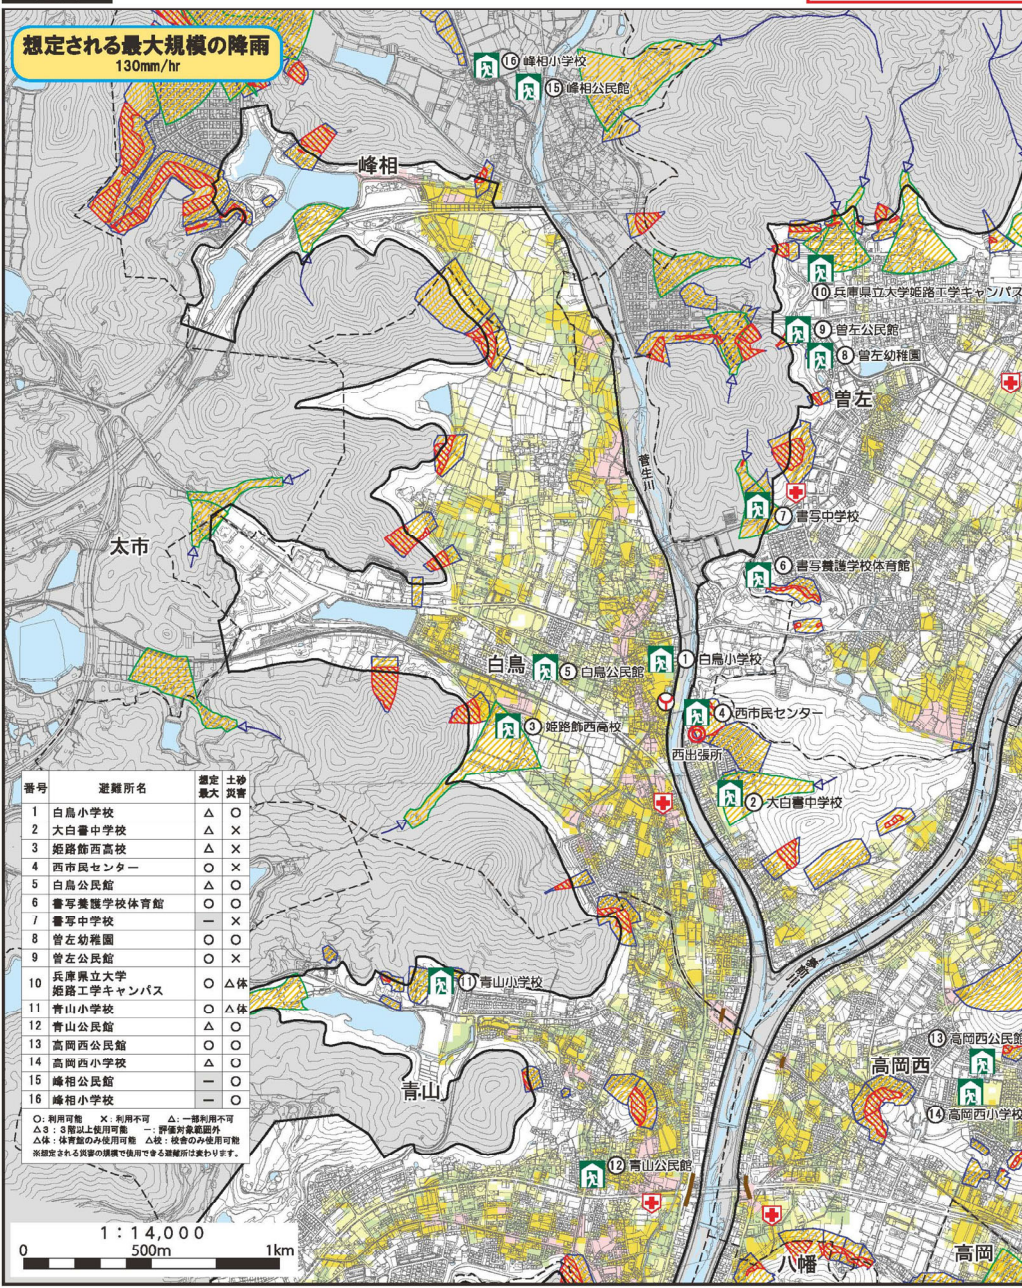 想定される最大規模の降雨
130mm/hr
⑯ 峰相小学校
⑮ 峰相公民館
峰相
⑩ 兵庫県立大学姫路工学キャンパス
⑨ 曽左公民館
⑧ 曽左幼稚園
曽左
菅生川
⑦ 書写中学校
太市
⑥ 書写養護学校体育館
白鳥
⑤ 白鳥公民館
① 白鳥小学校
④ 西市民センター
③ 姫路飾西高校
西出張所
② 大白書中学校
番号 避難所名 想定最大 土砂災害
1 白鳥小学校 △ ○
2 大白書中学校 △ ×
3 姫路飾西高校 △ ×
4 西市民センター ○ ×
5 白鳥公民館 △ ○
6 書写養護学校体育館 ○ ○
7 書写中学校 － ×
8 曽左幼稚園 ○ ○
9 曽左公民館 ○ ×
10 兵庫県立大学
姫路工学キャンパス ○ △体
11 青山小学校 ○ △体
12 青山公民館 △ ○
13 高岡西公民館 ○ ○
14 高岡西小学校 △ ○
15 峰相公民館 － ○
16 峰相小学校 － ○
○：利用可能 ×：利用不可 △：一部利用不可
△3：3階以上使用可能 －：評価対象範囲外
△体：体育館のみ使用可能 △校：校舎のみ使用可能
※想定される災害の規模で使用できる避難所は変わります。
⑪ 青山小学校
青山
⑬ 高岡西公民館
高岡西
⑭ 高岡西小学校
⑫ 青山公民館
八幡
高岡
1：14,000
0 500m 1km